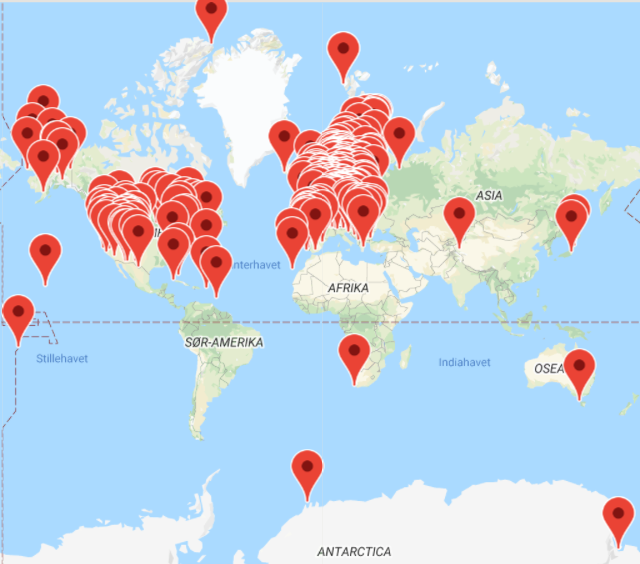 ASIA
nterhavet
AFRIKA
SØR-AMERIKA
Stillehavet
Indiahavet
OSEA
ANTARCTICA